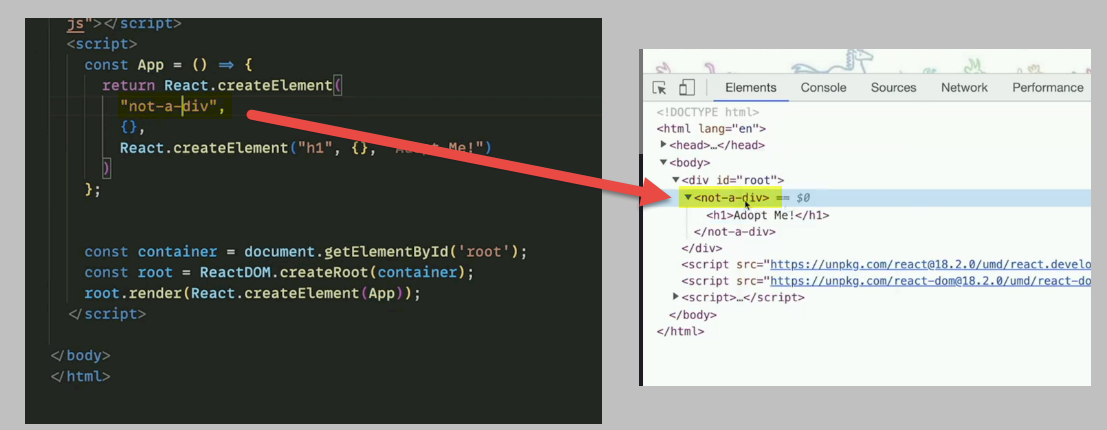 js"></script>
<script>
const App = () ⇒ {
return React.createElement(
"not-a-div",
{},
React.createElement("h1", {}, "Adopt Me!")
)
};
const container = document.getElementById('root');
const root = ReactDOM.createRoot(container);
root.render(React.createElement(App));
</script>
</body>
</html>
Elements Console Sources Network Performance
<!DOCTYPE html>
<html lang="en">
<head>…</head>
<body>
<div id="root">
<not-a-div> == $0
<h1>Adopt Me!</h1>
</not-a-div>
</div>
<script src="https://unpkg.com/react@18.2.0/umd/react.develo
<script src="https://unpkg.com/react-dom@18.2.0/umd/react-do
<script>…</script>
</body>
</html>